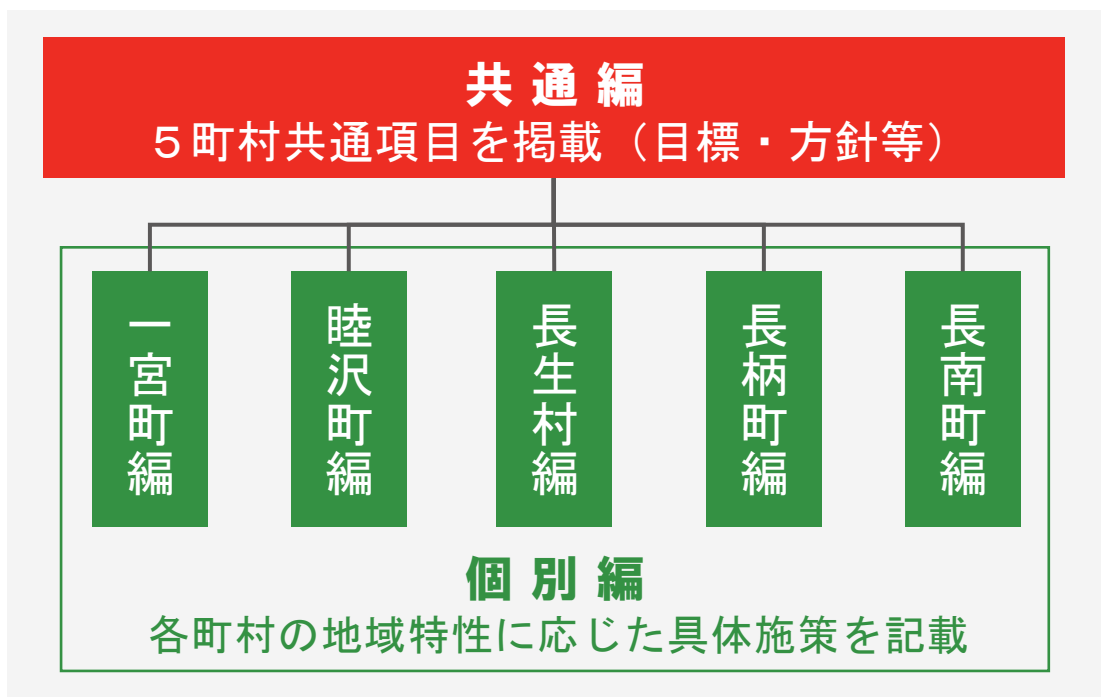 共通編
５町村共通項目を掲載（目標・方針等）
一宮町編
睦沢町編
長生村編
長柄町編
長南町編
個別編
各町村の地域特性に応じた具体施策を記載